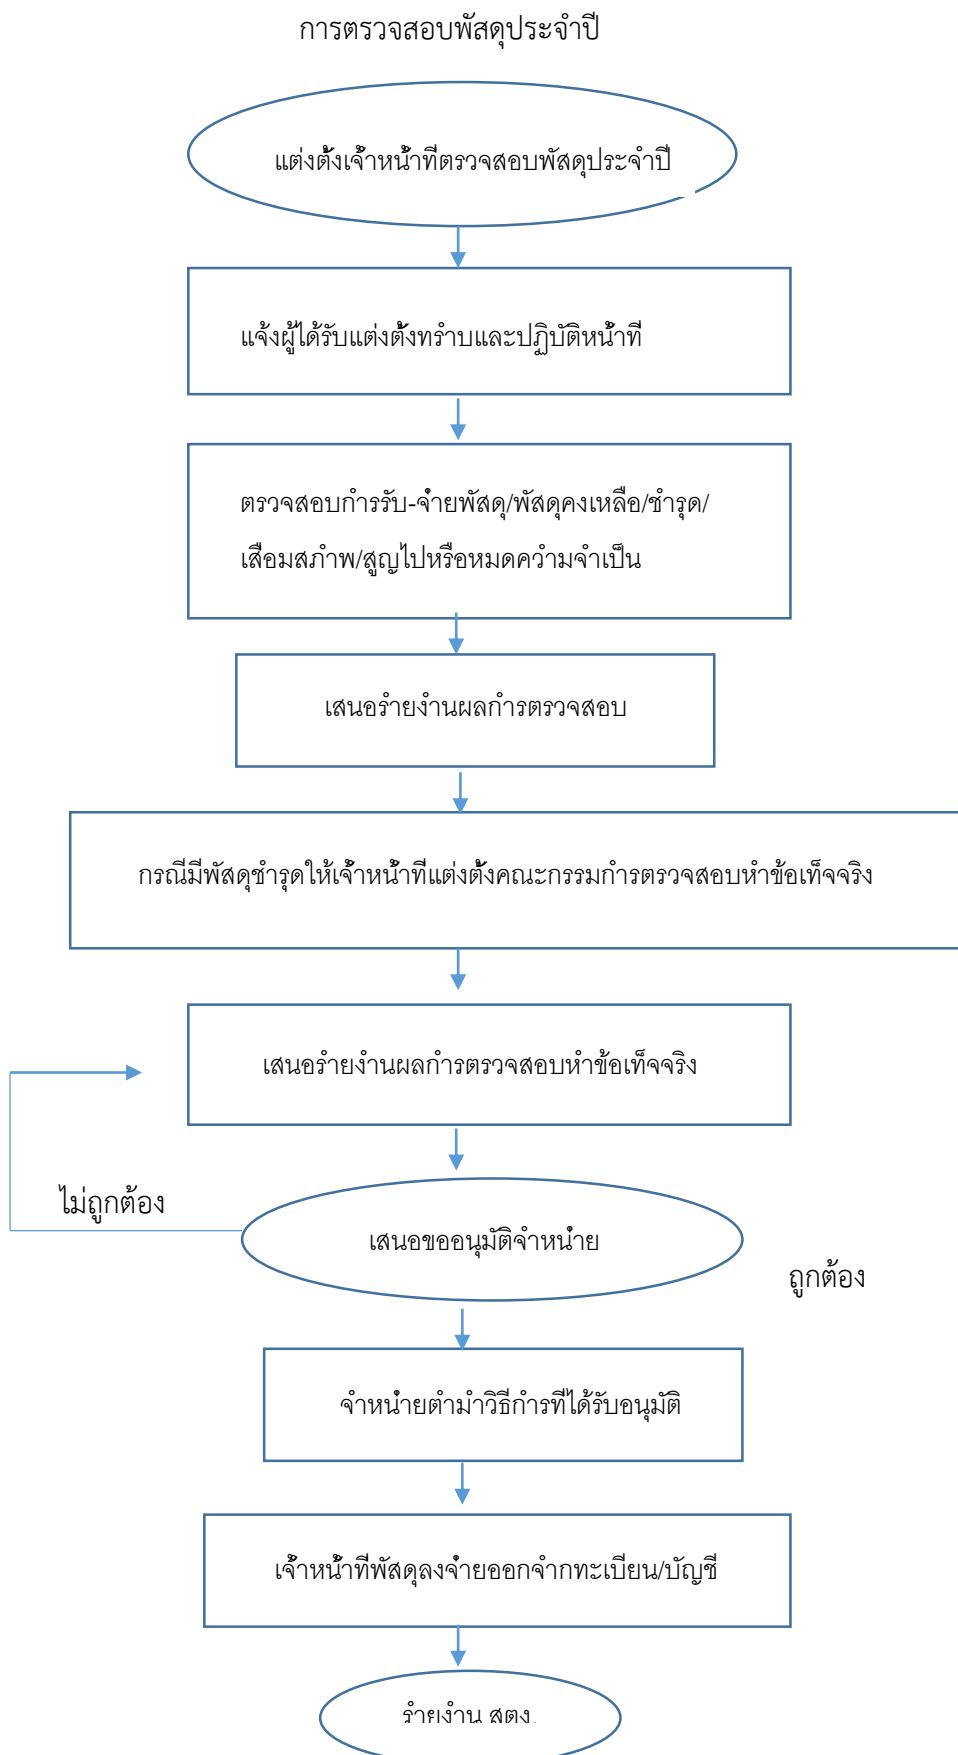 การตรวจสอบพัสดุประจำปี
แต่งตั้งเจ้ำหน้ำที่ตรวจสอบพัสดุประจำปี
แจ้งผู้ได้รับแต่งตั้งทรำบและปฏิบัติหน้ำที่
ตรวจสอบกำรรับ-จ่ำยพัสดุ/พัสดุคงเหลือ/ชำรุด/
เสื่อมสภำพ/สูญไปหรือหมดควำมจำเป็น
เสนอรำยงำนผลกำรตรวจสอบ
กรณีมีพัสดุชำรุดให้เจ้ำหน้ำที่แต่งตั้งคณะกรรมกำรตรวจสอบหำข้อเท็จจริง
เสนอรำยงำนผลกำรตรวจสอบหำข้อเท็จจริง
ไม่ถูกต้อง
เสนอขออนุมัติจำหน่ำย
ถูกต้อง
จำหน่ำยตำมำวิธีกำรที่ได้รับอนุมัติ
เจ้ำหน้ำที่พัสดุลงจ่ำยออกจำกทะเบียน/บัญชี
รำยงำน สตง.